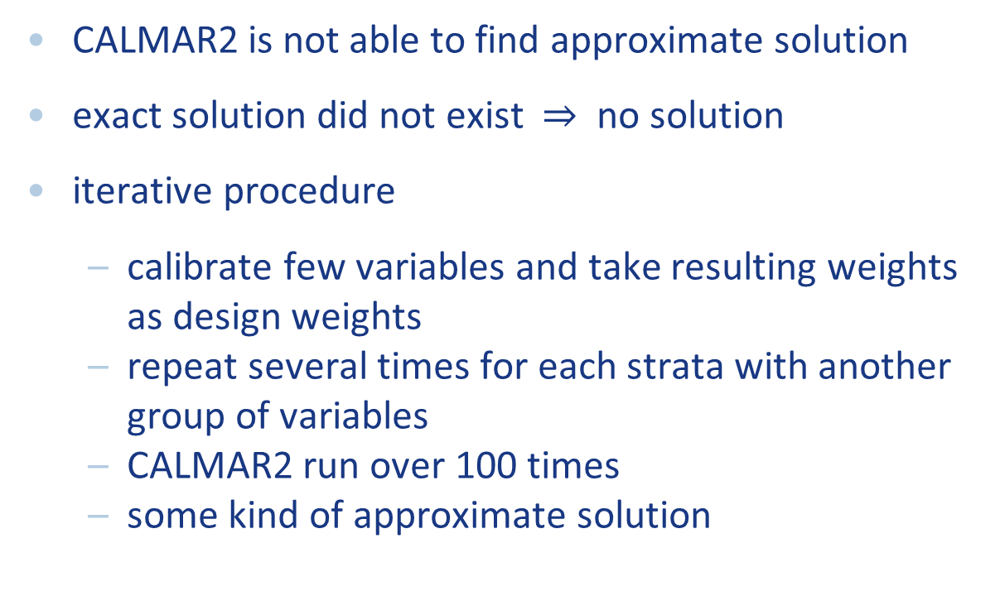 • CALMAR2 is not able to find approximate solution
• exact solution did not exist ⇒ no solution
• iterative procedure
– calibrate few variables and take resulting weights
as design weights
– repeat several times for each strata with another
group of variables
– CALMAR2 run over 100 times
– some kind of approximate solution